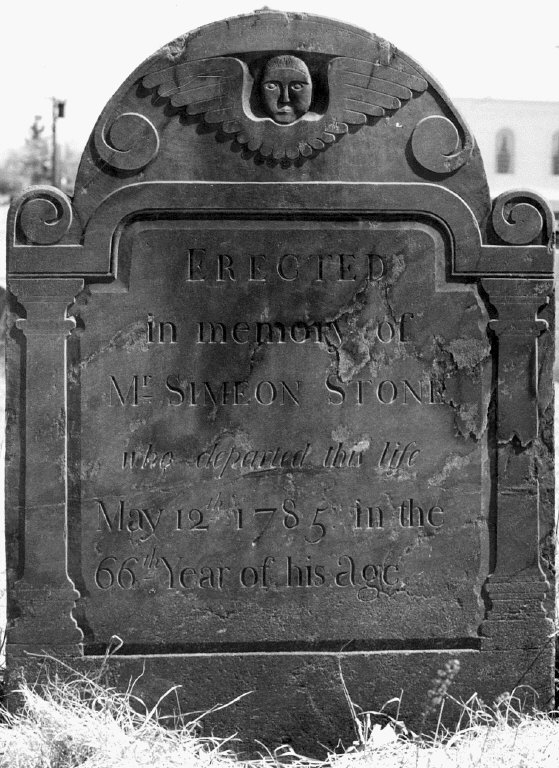 ERECTED
in memory of
Mr. SIMEON STONE
who departed this life
May 12th 1785 in the
66th Year of his age